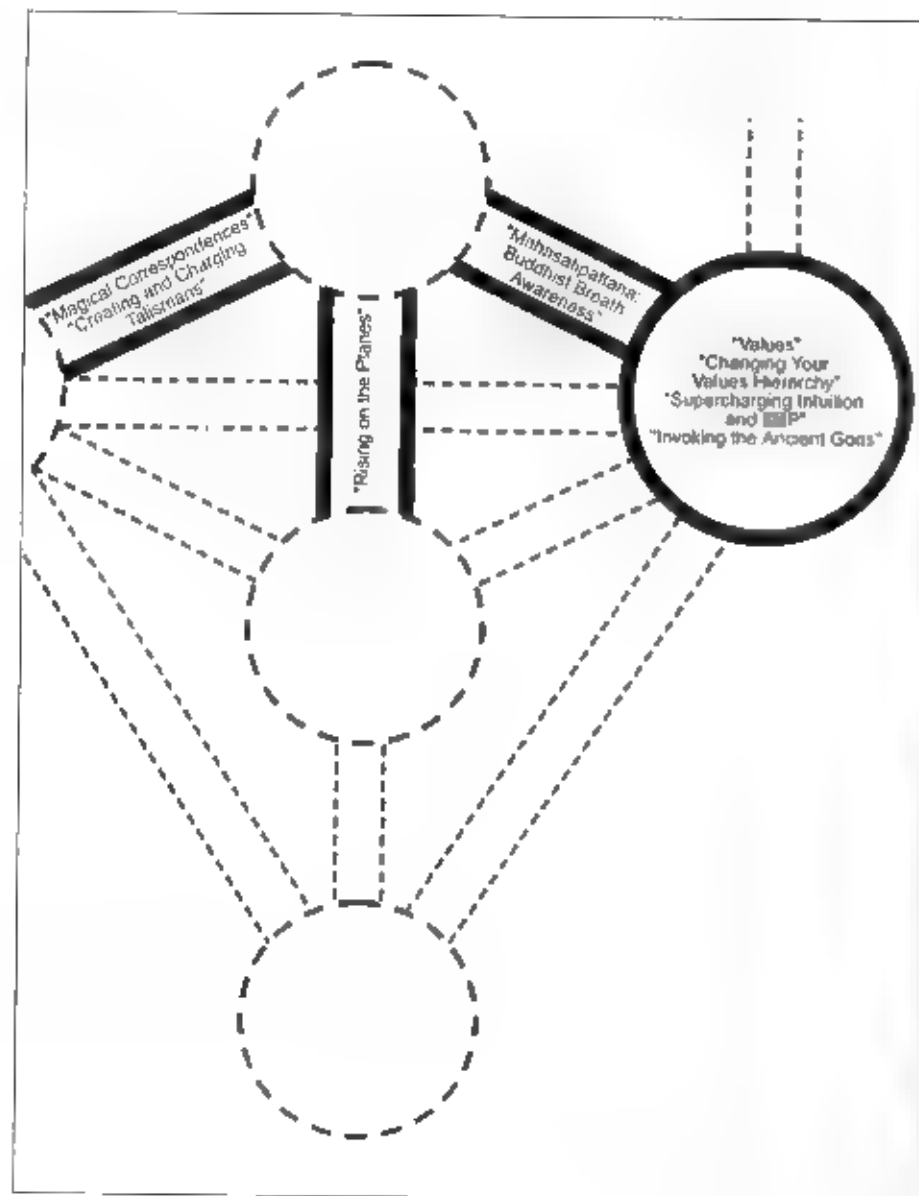 "Magical Correspondences"
"Creating and Charging
Talismans"
"Rising on the Planes"
Buddhist Breath
Awareness"
"Values"
"Changing Your
Values Hierarchy"
"Supercharging Intuition
and
"Invoking the Ancient Gods"